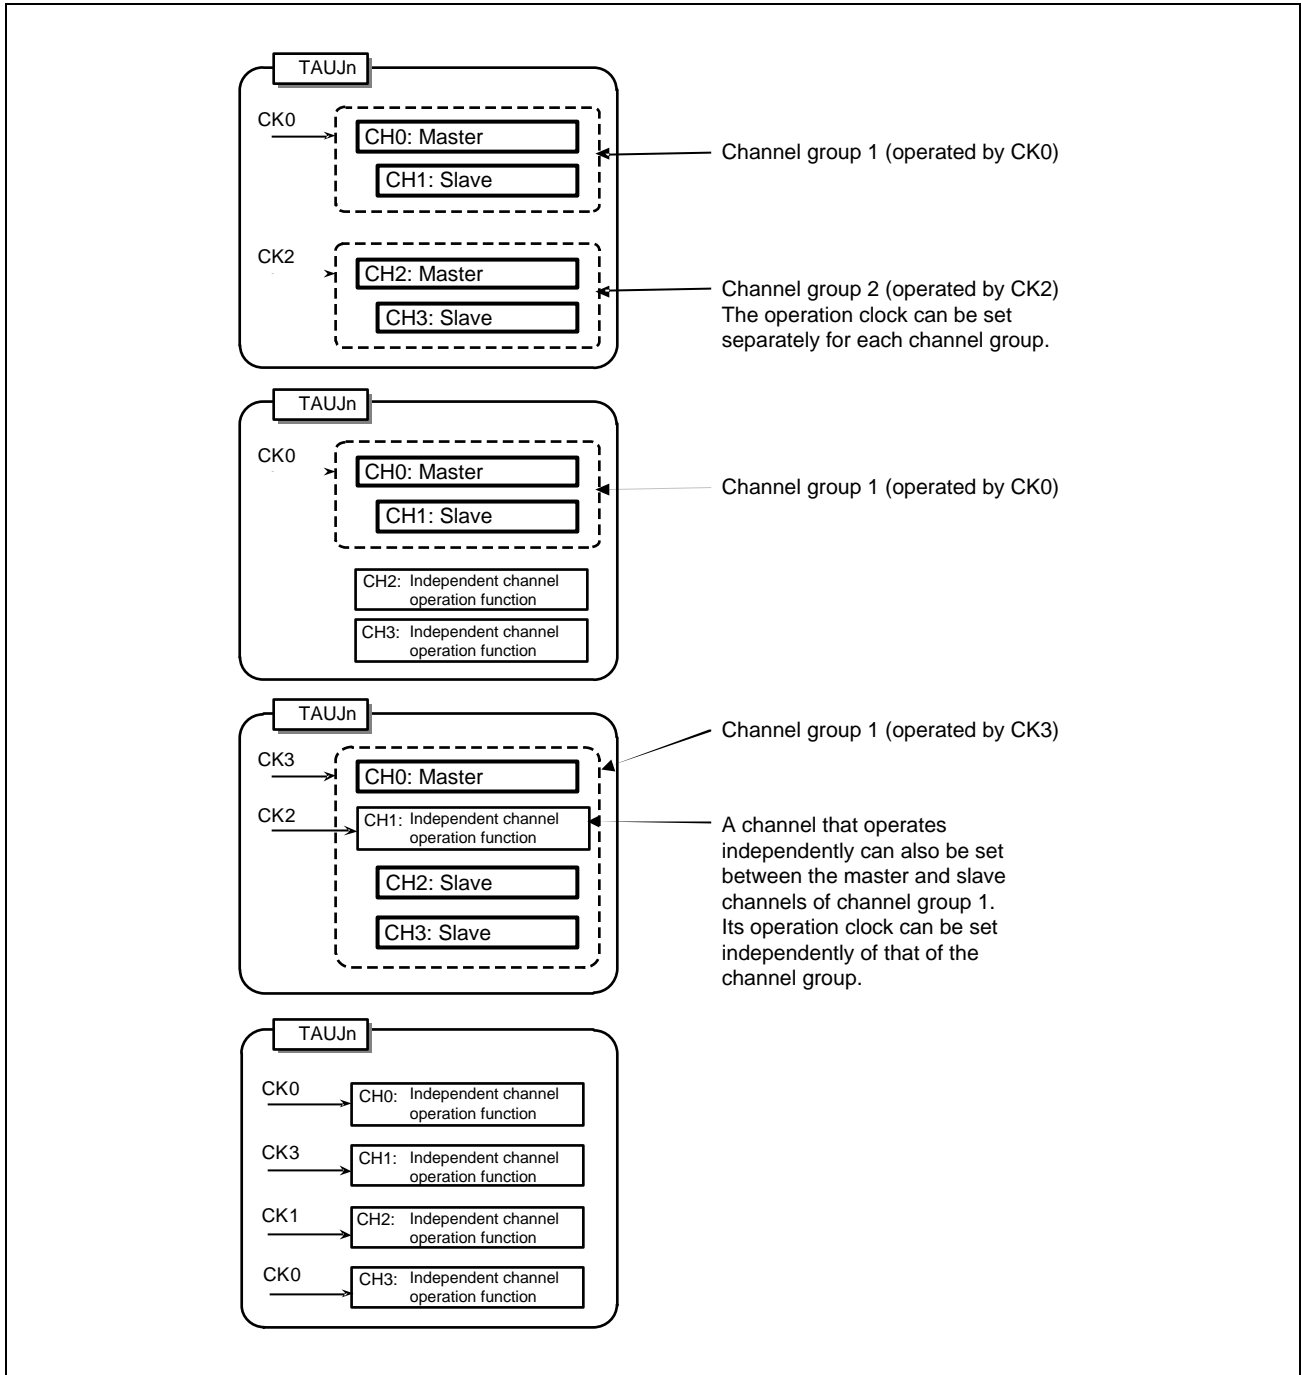 TAUJn
CK0
CH0: Master
CH1: Slave
Channel group 1 (operated by CK0)
CK2
CH2: Master
CH3: Slave
Channel group 2 (operated by CK2)
The operation clock can be set
separately for each channel group.
TAUJn
CK0
CH0: Master
CH1: Slave
Channel group 1 (operated by CK0)
CH2: Independent channel
operation function
CH3: Independent channel
operation function
TAUJn
Channel group 1 (operated by CK3)
CK3
CH0: Master
CK2
CH1: Independent channel
operation function
CH2: Slave
CH3: Slave
A channel that operates
independently can also be set
between the master and slave
channels of channel group 1.
Its operation clock can be set
independently of that of the
channel group.
TAUJn
CK0
CH0: Independent channel
operation function
CK3
CH1: Independent channel
operation function
CK1
CH2: Independent channel
operation function
CK0
CH3: Independent channel
operation function